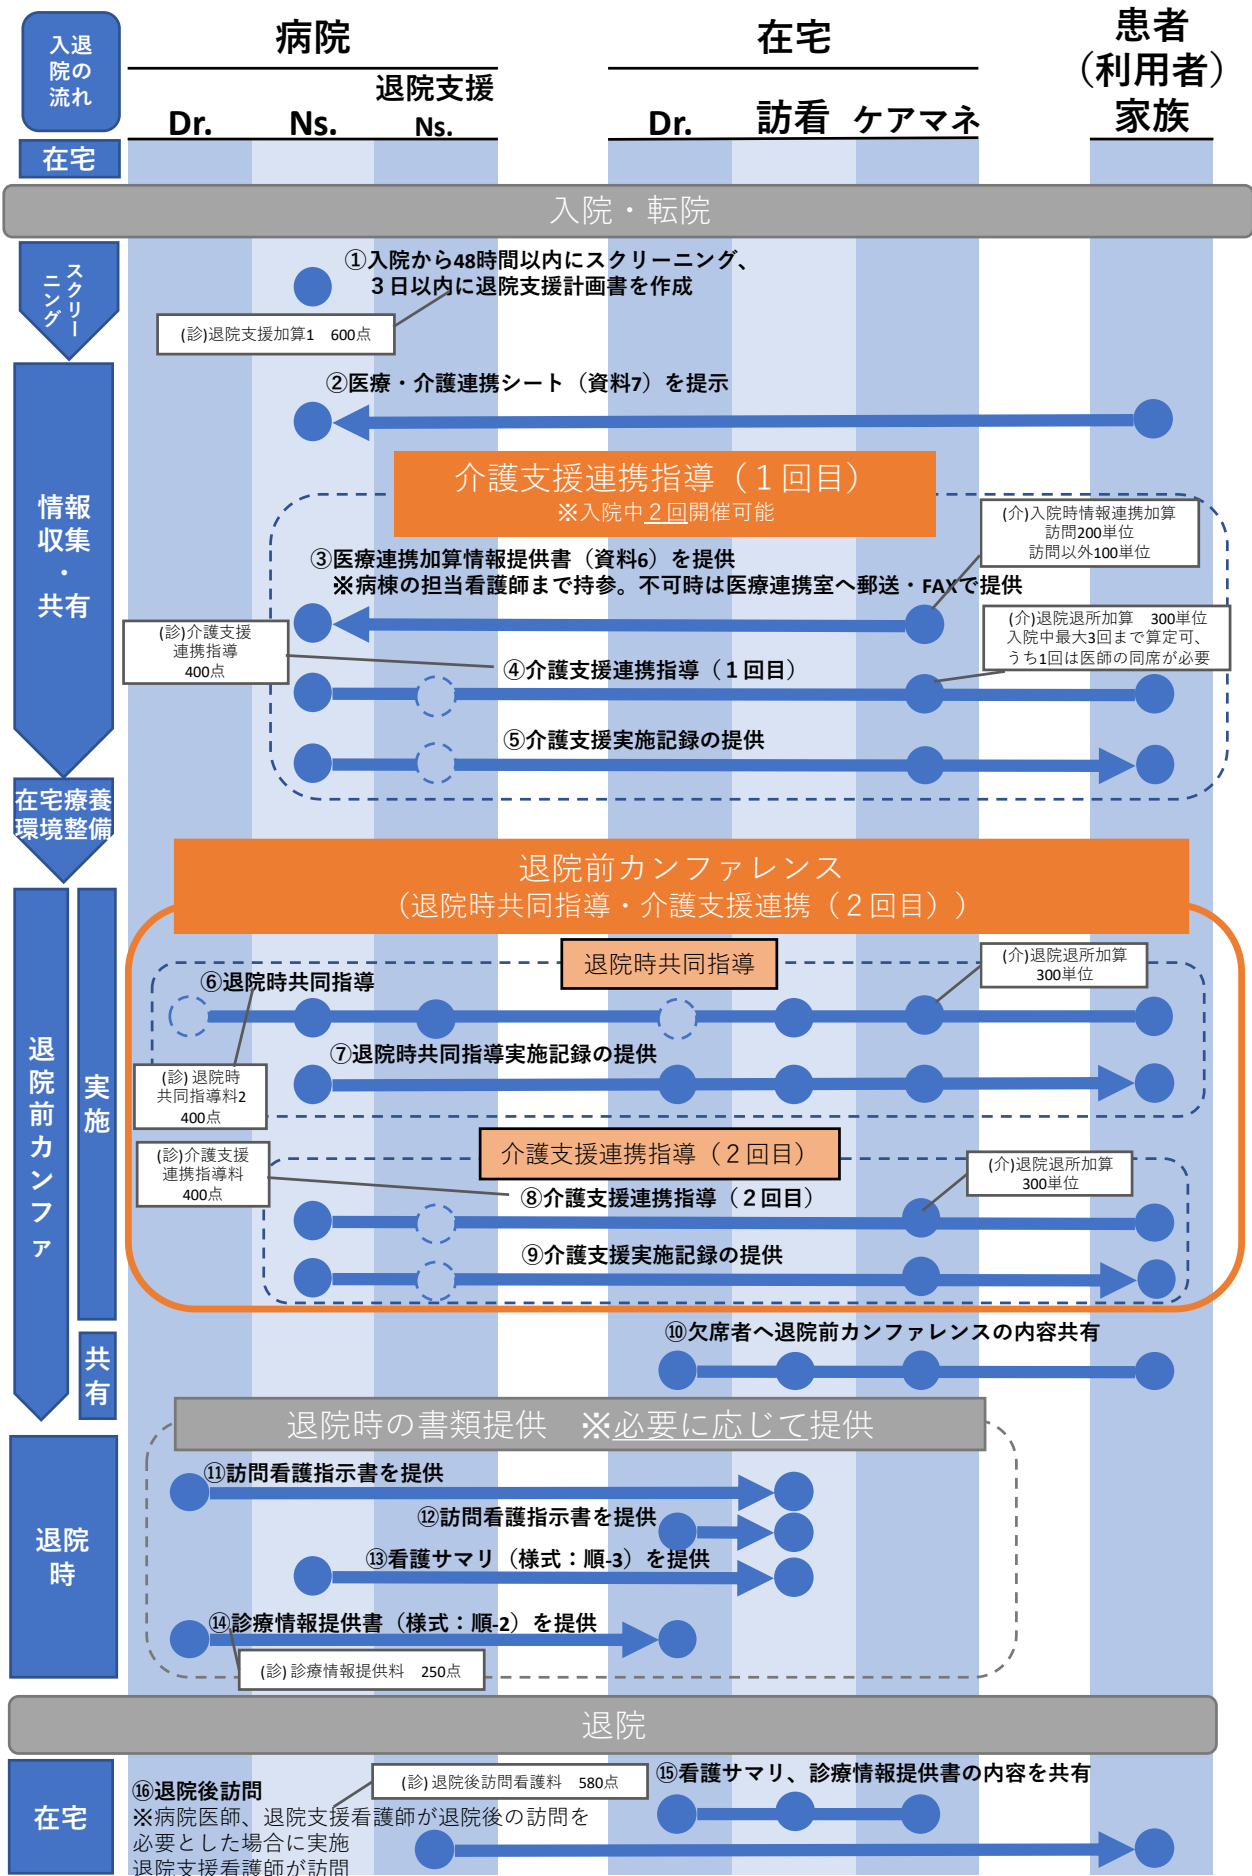 入退
院の
流れ
病院
在宅
患者
（利用者）
家族
Dr.
Ns.
退院支援
Ns.
Dr.
訪看
ケアマネ
在宅
入院・転院
スクリー
ニング
①入院から48時間以内にスクリーニング、
３日以内に退院支援計画書を作成
(診)退院支援加算1　600点
情報
収集
・
共有
②医療・介護連携シート（資料7）を提示
介護支援連携指導（１回目）
※入院中２回開催可能
(介)入院時情報連携加算
訪問200単位
訪問以外100単位
③医療連携加算情報提供書（資料6）を提供
※病棟の担当看護師まで持参。不可時は医療連携室へ郵送・FAXで提供
(診)介護支援
連携指導
400点
(介)退院退所加算　300単位
入院中最大3回まで算定可、
うち1回は医師の同席が必要
④介護支援連携指導（１回目）
⑤介護支援実施記録の提供
在宅療養
環境整備
退院前カンファレンス
（退院時共同指導・介護支援連携（２回目））
退院前カンファ
実施
退院時共同指導
(介)退院退所加算
300単位
⑥退院時共同指導
⑦退院時共同指導実施記録の提供
(診) 退院時
共同指導料2
400点
介護支援連携指導（２回目）
(診)介護支援
連携指導料
400点
(介)退院退所加算
300単位
⑧介護支援連携指導（２回目）
⑨介護支援実施記録の提供
共有
⑩欠席者へ退院前カンファレンスの内容共有
退院時の書類提供　※必要に応じて提供
退院
時
⑪訪問看護指示書を提供
⑫訪問看護指示書を提供
⑬看護サマリ（様式：順-3）を提供
⑭診療情報提供書（様式：順-2）を提供
(診) 診療情報提供料　250点
退院
在宅
⑯退院後訪問
(診) 退院後訪問看護料　580点
⑮看護サマリ、診療情報提供書の内容を共有
※病院医師、退院支援看護師が退院後の訪問を
必要とした場合に実施
退院支援看護師が訪問